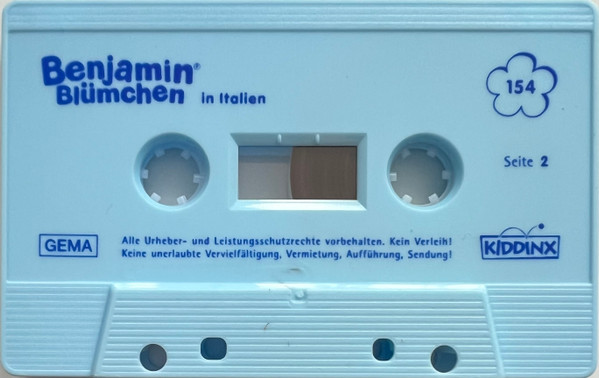 Benjamin®
Blümchen in Italien
154
Seite 2
GEMA
Alle Urheber- und Leistungsschutzrechte vorbehalten. Kein Verleih!
Keine unerlaubte Vervielfältigung, Vermietung, Aufführung, Sendung!
KIDDINX